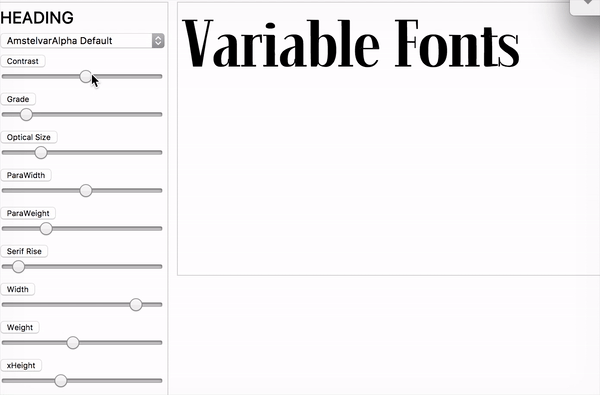 HEADING
AmstelvarAlpha Default
Contrast
Grade
Optical Size
ParaWidth
ParaWeight
Serif Rise
Width
Weight
xHeight
Variable Fonts